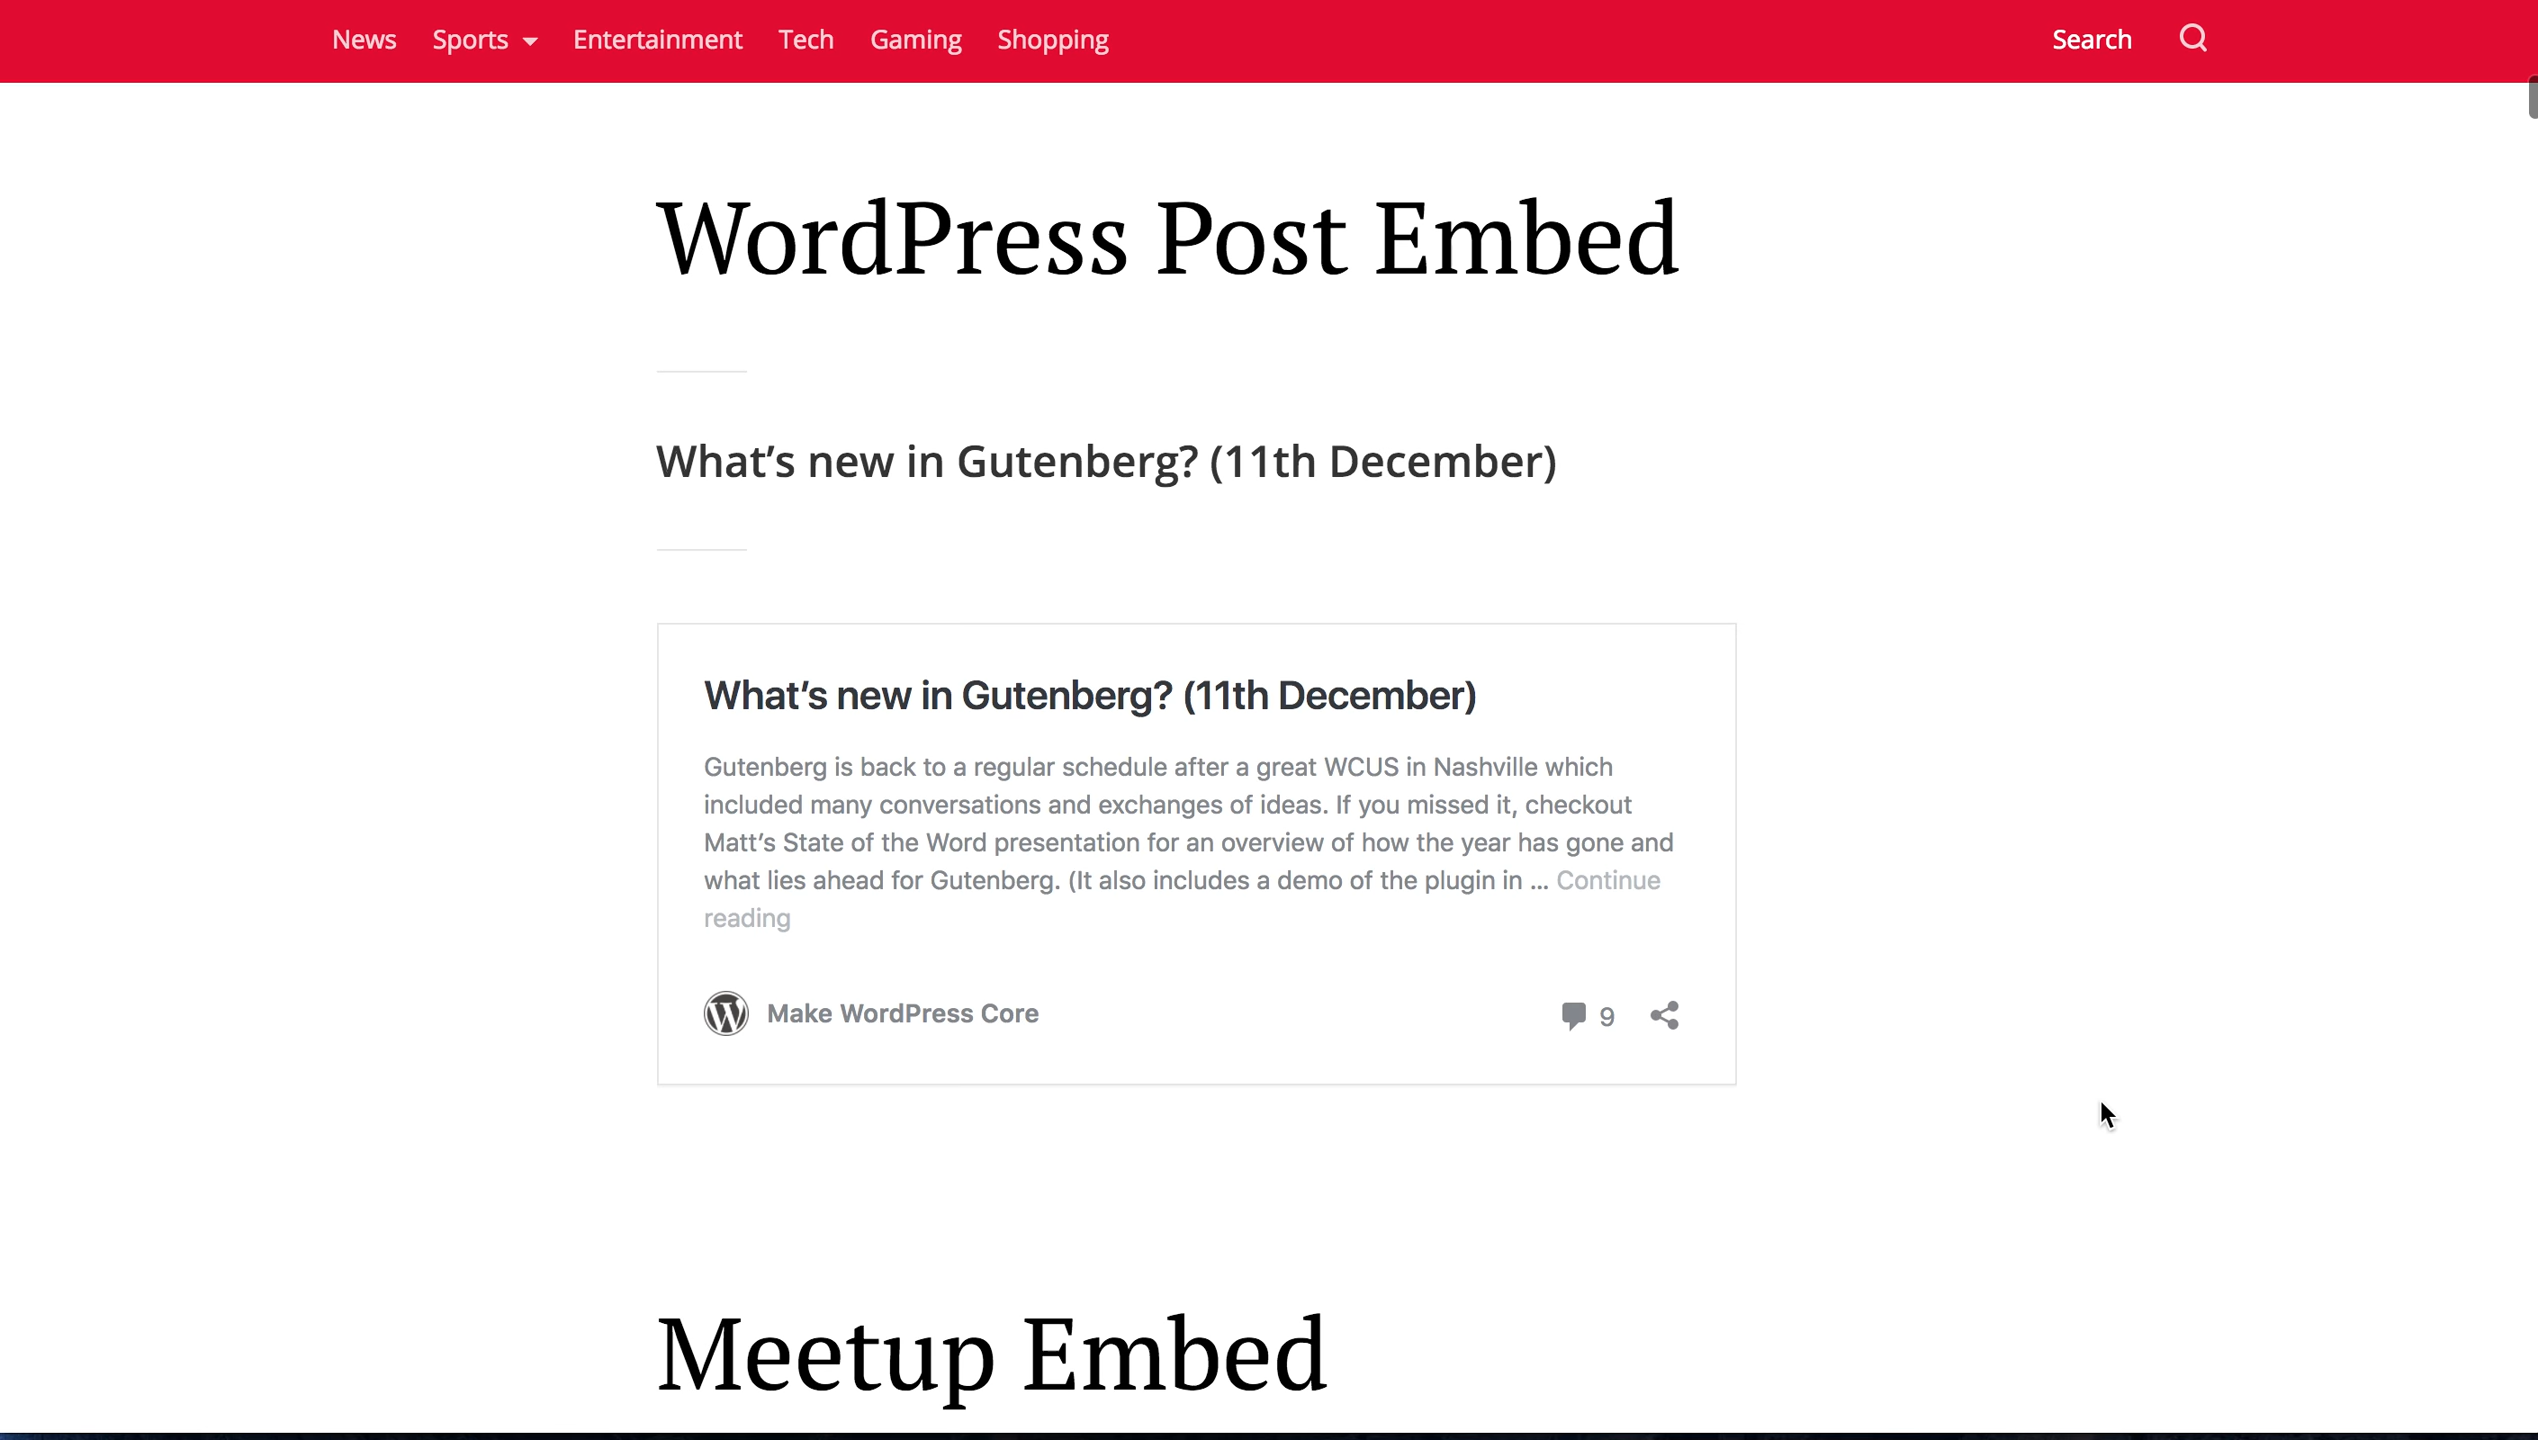 News Sports Entertainment Tech Gaming Shopping Search
WordPress Post Embed
What’s new in Gutenberg? (11th December)
What’s new in Gutenberg? (11th December)
Gutenberg is back to a regular schedule after a great WCUS in Nashville which
included many conversations and exchanges of ideas. If you missed it, checkout
Matt’s State of the Word presentation for an overview of how the year has gone and
what lies ahead for Gutenberg. (It also includes a demo of the plugin in ... Continue
reading
Make WordPress Core 9
Meetup Embed